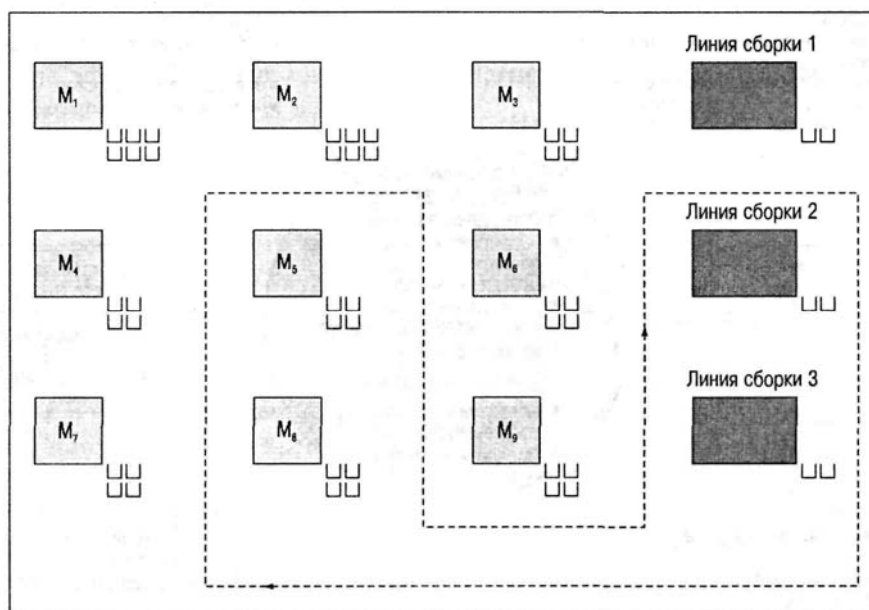 Линия сборки 1
M₁ M₂ M₃
Линия сборки 2
M₄ M₅ M₆
Линия сборки 3
M₇ M₈ M₉